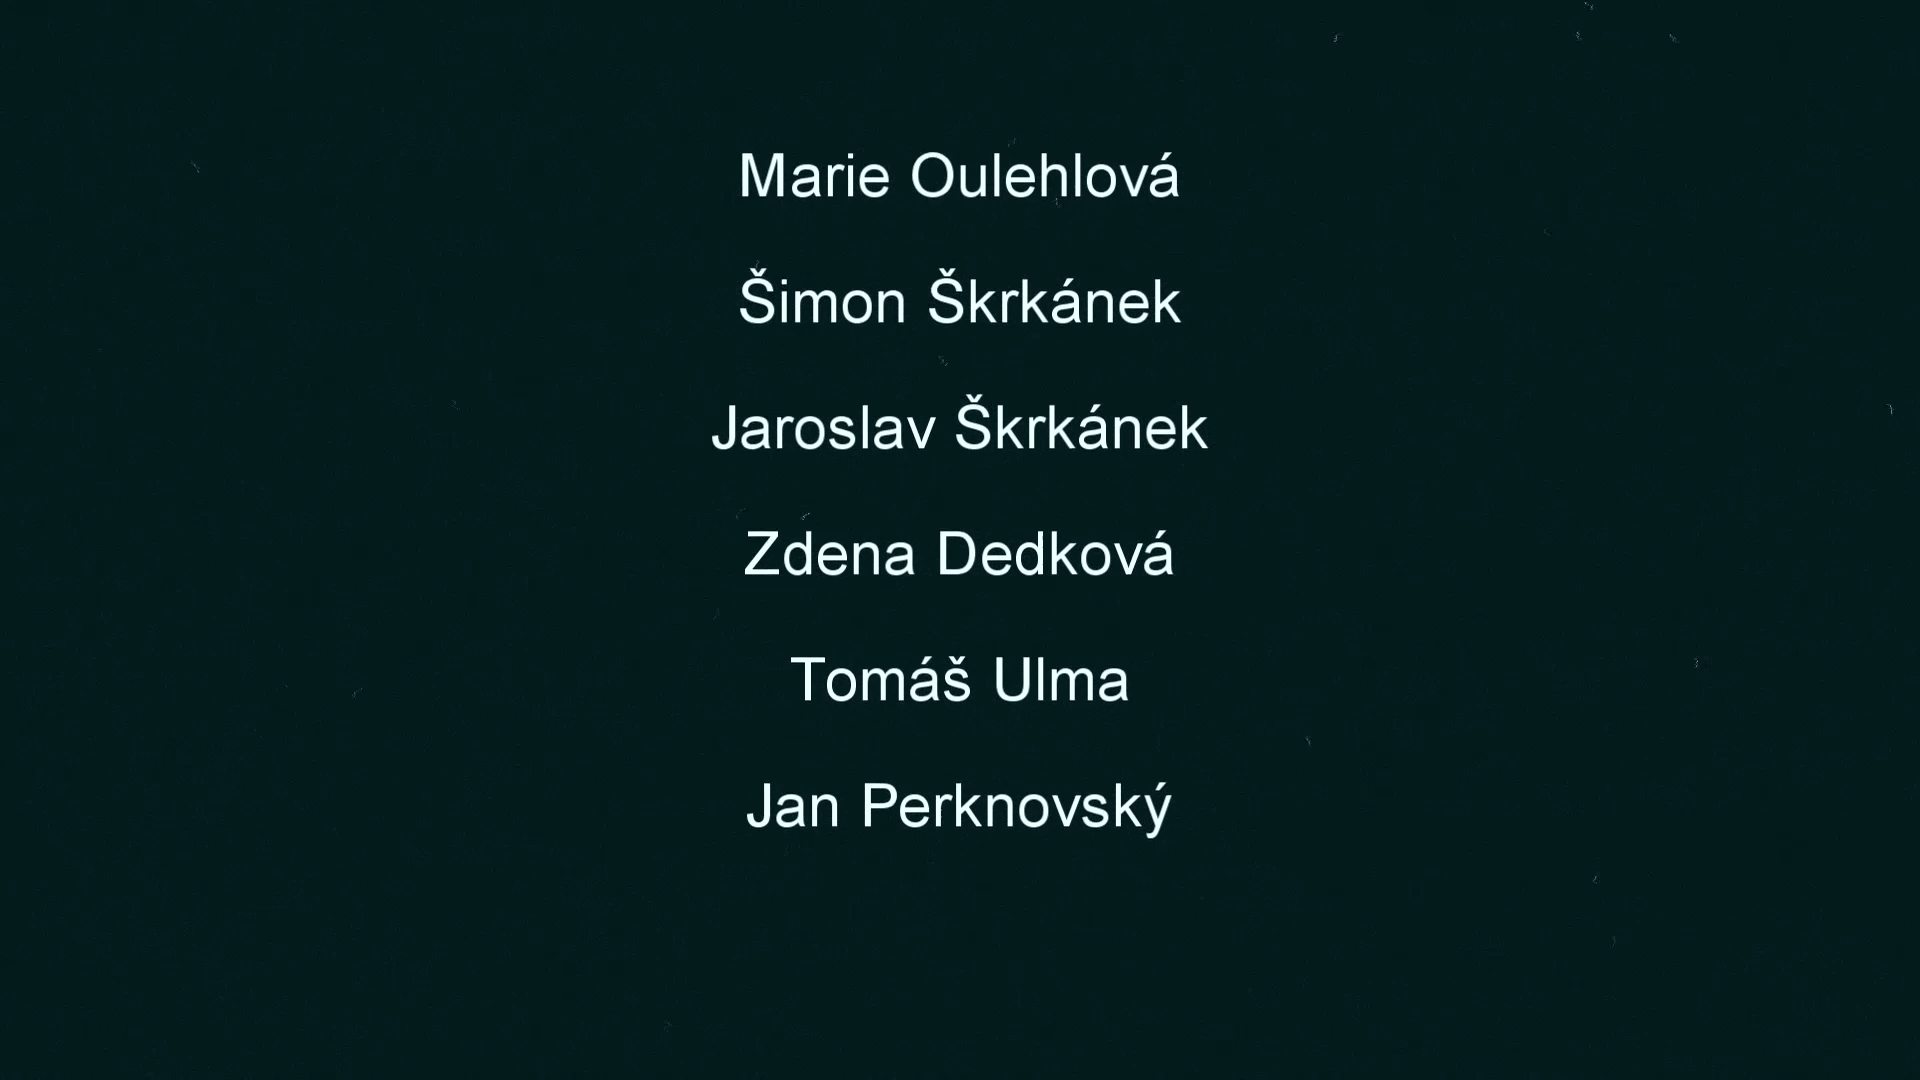 Marie Oulehlová
Šimon Škrkánek
Jaroslav Škrkánek
Zdena Dedková
Tomáš Ulma
Jan Perknovský